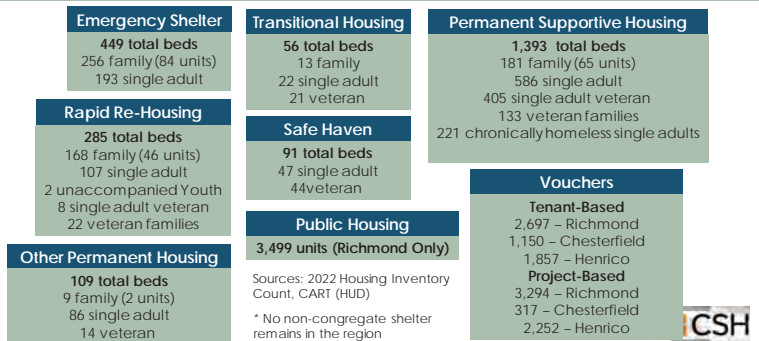 Emergency Shelter
449 total beds
256 family (84 units)
193 single adult
Transitional Housing
56 total beds
13 family
22 single adult
21 veteran
Permanent Supportive Housing
1,393 total beds
181 family (65 units)
586 single adult
405 single adult veteran
133 veteran families
221 chronically homeless single adults
Rapid Re-Housing
285 total beds
168 family (46 units)
107 single adult
2 unaccompanied Youth
8 single adult veteran
22 veteran families
Safe Haven
91 total beds
47 single adult
44veteran
Vouchers
Tenant-Based
2,697 – Richmond
1,150 – Chesterfield
1,857 – Henrico
Project-Based
3,294 – Richmond
317 – Chesterfield
2,252 – Henrico
Public Housing
3,499 units (Richmond Only)
Other Permanent Housing
109 total beds
9 family (2 units)
86 single adult
14 veteran
Sources: 2022 Housing Inventory
Count, CART (HUD)
* No non-congregate shelter
remains in the region
CSH